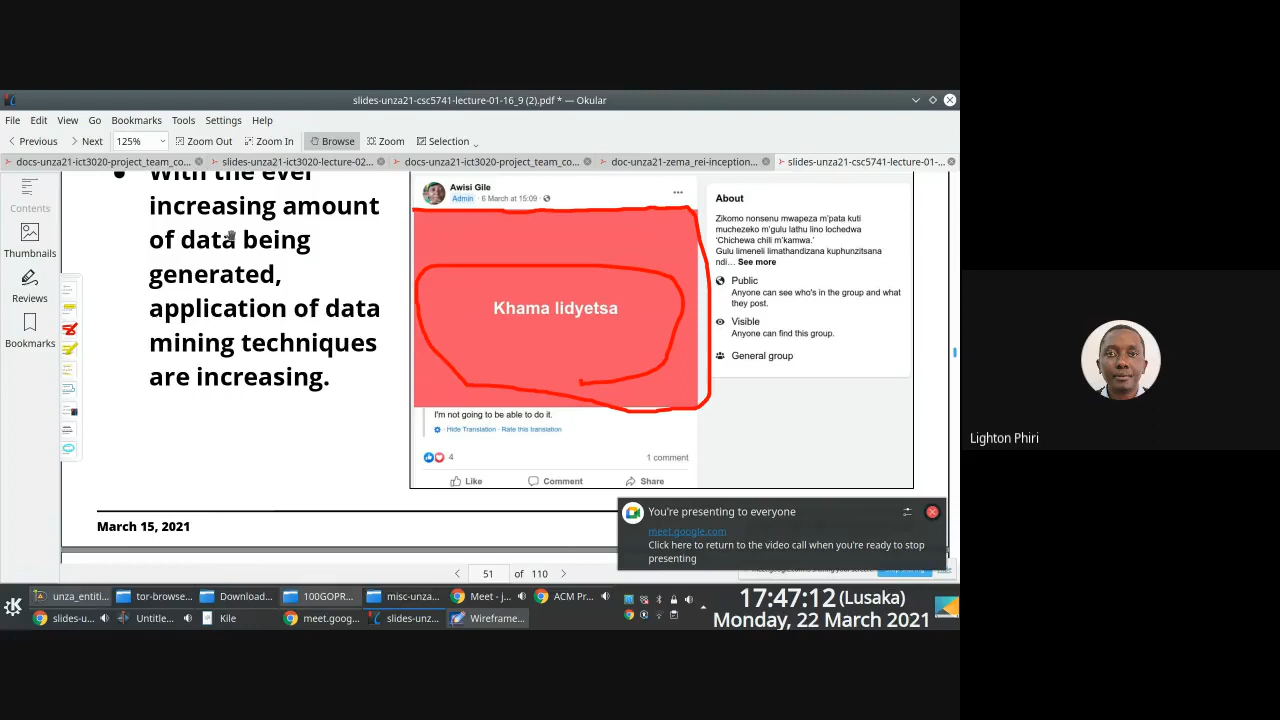 slides-unza21-csc5741-lecture-01-16_9 (2).pdf * — Okular
File Edit View Go Bookmarks Tools Settings Help
Previous Next 125% Zoom Out Zoom In Browse Zoom Selection
docs-unza21-ict3020-project_team_co... slides-unza21-ict3020-lecture-02... docs-unza21-ict3020-project_team_co... doc-unza21-zema_rei-inception... slides-unza21-csc5741-lecture-01-...
Contents
Thumbnails
Reviews
Bookmarks
With the ever
increasing amount
of data being
generated,
application of data
mining techniques
are increasing.
Awisi Gile
Admin · 6 March at 15:09 ·
Khama lidyetsa
I'm not going to be able to do it.
Hide Translation · Rate this translation
4 1 comment
Like Comment Share
About
Zikomo nonsenu mwapeza m'pata kuti
muchezeko m'gulu lathu lino lochedwa
'Chichewa chili m'kamwa.'
Gulu limeneli limathandizana kuphunzitsana
ndi... See more
Public
Anyone can see who's in the group and what
they post.
Visible
Anyone can find this group.
General group
March 15, 2021
You're presenting to everyone
meet.google.com
Click here to return to the video call when you're ready to stop
presenting
51 of 110
unza_entiti... tor-browse... Download... 100GOPR... misc-unza... Meet - j... ACM Pr...
slides-u... Untitle... Kile meet.goog... slides-unz... Wireframe...
17:47:12 (Lusaka)
Monday, 22 March 2021
Lighton Phiri